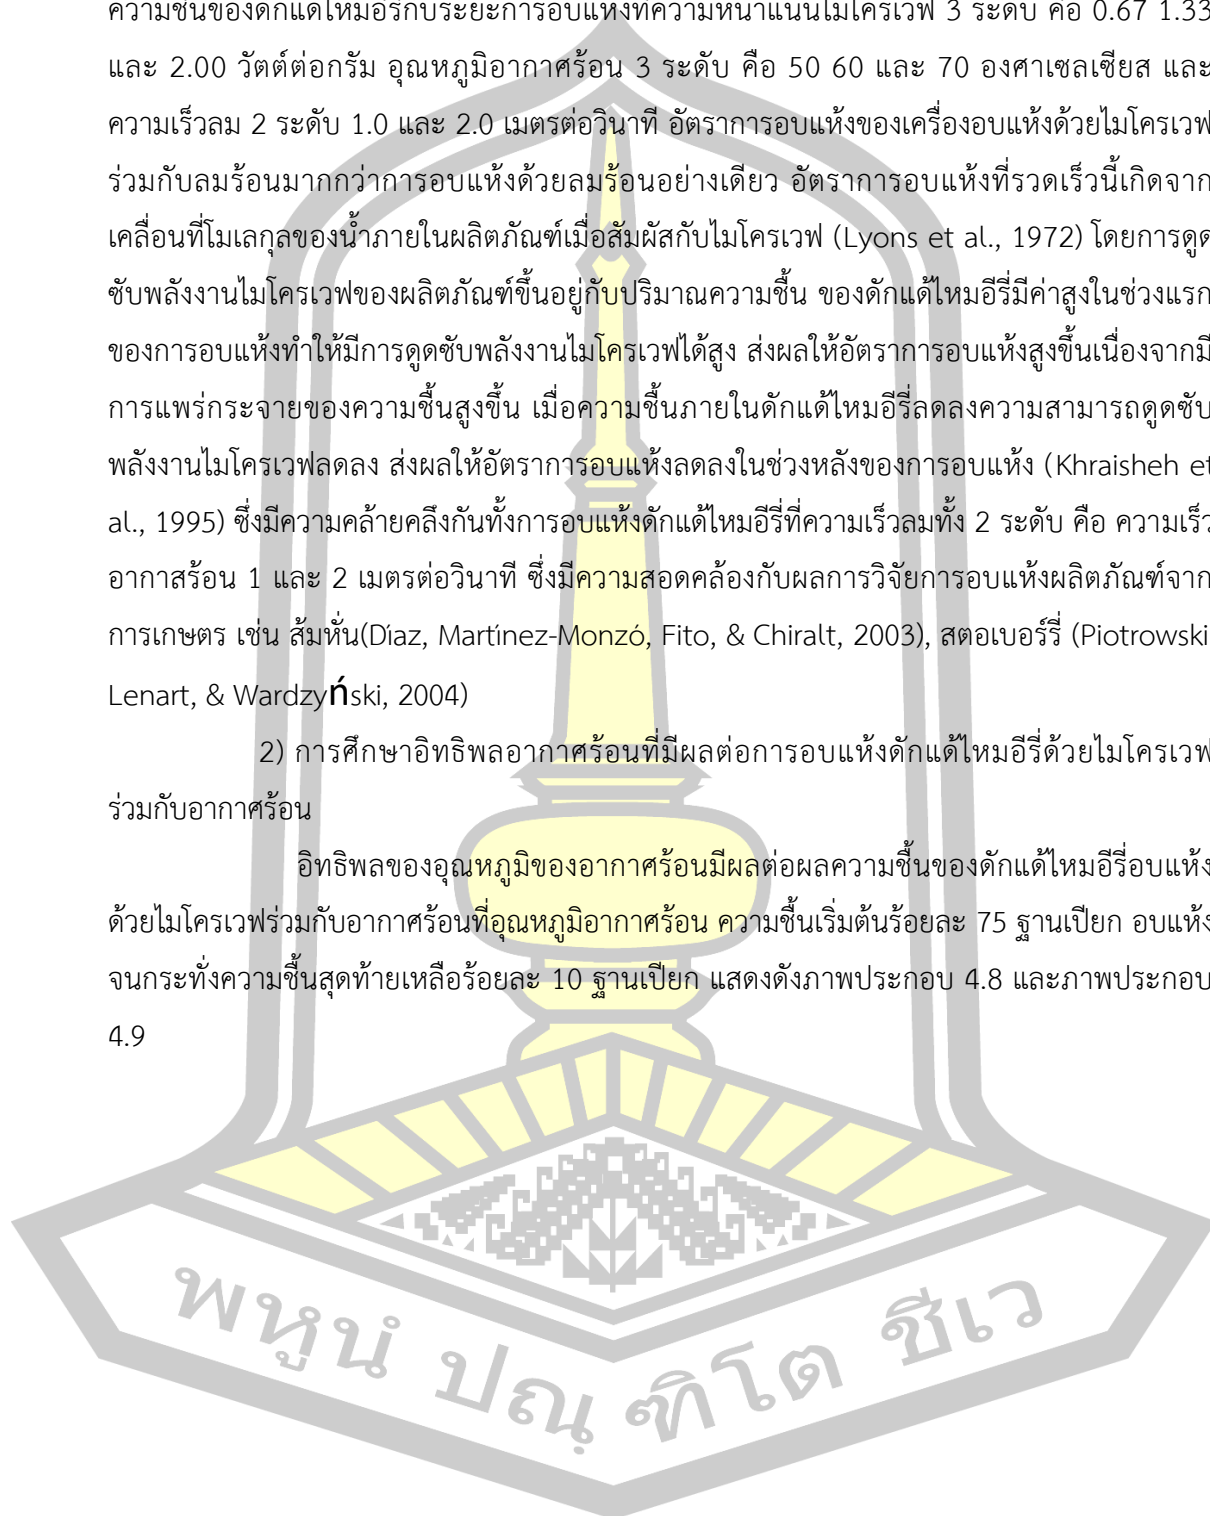 ความชื้นของดักแด้ไหมอีรี่กับระยะการอบแห้งที่ความหนาแน่นไมโครเวฟ 3 ระดับ คือ 0.67 1.33
และ 2.00 วัตต์ต่อกรัม อุณหภูมิอากาศร้อน 3 ระดับ คือ 50 60 และ 70 องศาเซลเซียส และ
ความเร็วลม 2 ระดับ 1.0 และ 2.0 เมตรต่อวินาที อัตราการอบแห้งของเครื่องอบแห้งด้วยไมโครเวฟ
ร่วมกับลมร้อนมากกว่าการอบแห้งด้วยลมร้อนอย่างเดียว อัตราการอบแห้งที่รวดเร็วนี้เกิดจาก
เคลื่อนที่โมเลกุลของน้ำภายในผลิตภัณฑ์เมื่อสัมผัสกับไมโครเวฟ (Lyons et al., 1972) โดยการดูด
ซับพลังงานไมโครเวฟของผลิตภัณฑ์ขึ้นอยู่กับปริมาณความชื้น ของดักแด้ไหมอีรี่มีค่าสูงในช่วงแรก
ของการอบแห้งทำให้มีการดูดซับพลังงานไมโครเวฟได้สูง ส่งผลให้อัตราการอบแห้งสูงขึ้นเนื่องจากมี
การแพร่กระจายของความชื้นสูงขึ้น เมื่อความชื้นภายในดักแด้ไหมอีรี่ลดลงความสามารถดูดซับ
พลังงานไมโครเวฟลดลง ส่งผลให้อัตราการอบแห้งลดลงในช่วงหลังของการอบแห้ง (Khraisheh et
al., 1995) ซึ่งมีความคล้ายคลึงกันทั้งการอบแห้งดักแด้ไหมอีรี่ที่ความเร็วลมทั้ง 2 ระดับ คือ ความเร็ว
อากาสร้อน 1 และ 2 เมตรต่อวินาที ซึ่งมีความสอดคล้องกับผลการวิจัยการอบแห้งผลิตภัณฑ์จาก
การเกษตร เช่น ส้มหั่น(Díaz, Martínez-Monzó, Fito, & Chiralt, 2003), สตอเบอร์รี่ (Piotrowski
Lenart, & Wardzyński, 2004)
2) การศึกษาอิทธิพลอากาศร้อนที่มีผลต่อการอบแห้งดักแด้ไหมอีรี่ด้วยไมโครเวฟ
ร่วมกับอากาศร้อน
อิทธิพลของอุณหภูมิของอากาศร้อนมีผลต่อผลความชื้นของดักแด้ไหมอีรี่อบแห้ง
ด้วยไมโครเวฟร่วมกับอากาศร้อนที่อุณหภูมิอากาศร้อน ความชื้นเริ่มต้นร้อยละ 75 ฐานเปียก อบแห้ง
จนกระทั่งความชื้นสุดท้ายเหลือร้อยละ 10 ฐานเปียก แสดงดังภาพประกอบ 4.8 และภาพประกอบ
4.9
พหูนํ ปณฺ ฑิโต ชีเว